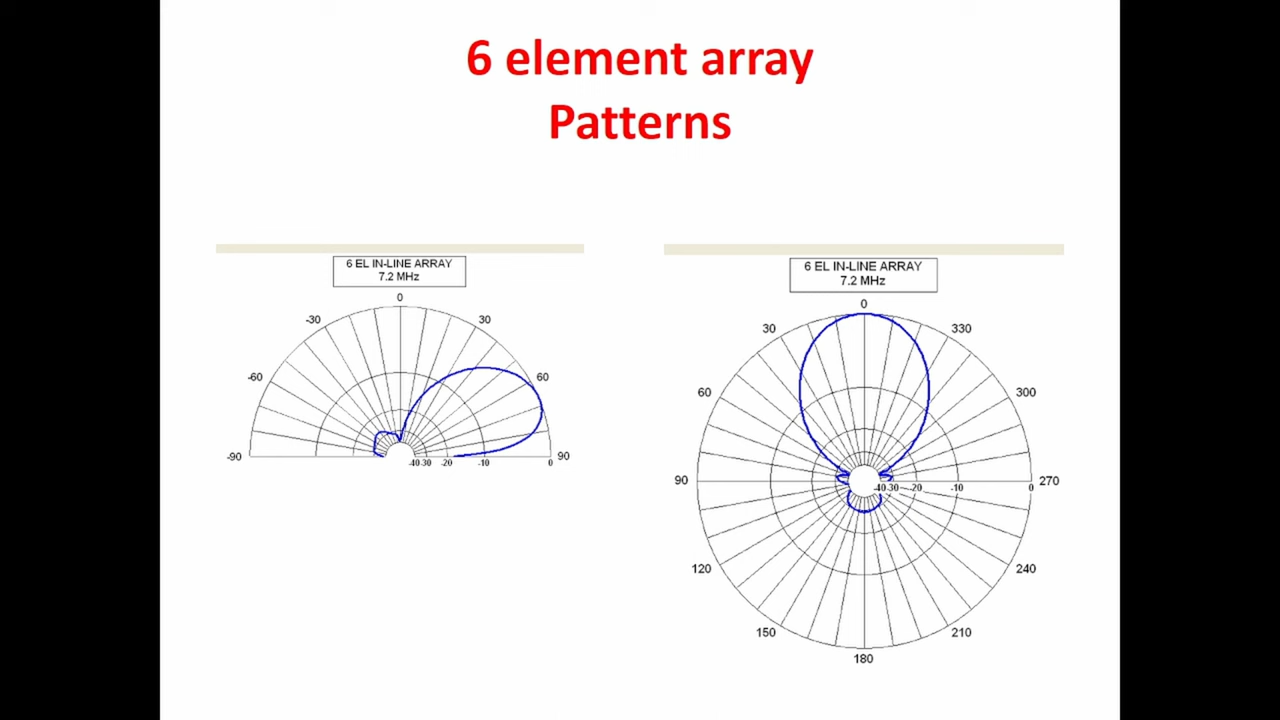 6 element array
Patterns
6 EL IN-LINE ARRAY
7.2 MHz
0
-30 30
-60 60
-90 -40 -30 -20 -10 0 90
6 EL IN-LINE ARRAY
7.2 MHz
0
30 330
60 300
90 -40 -30 -20 -10 0 270
120 240
150 210
180